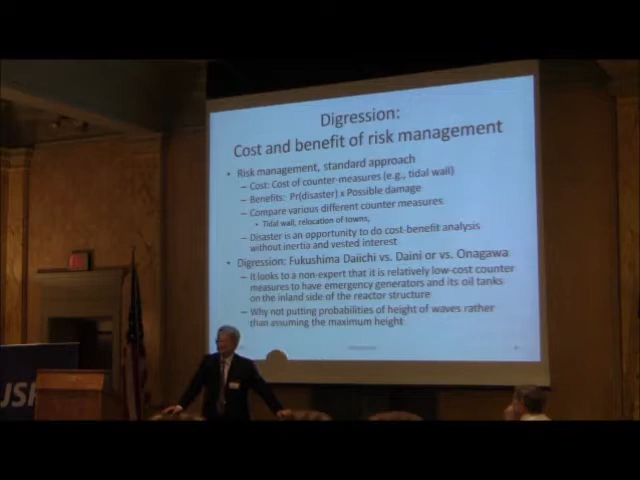 Digression:
Cost and benefit of risk management
• Risk management, standard approach
– Cost: Cost of counter-measures (e.g., tidal wall)
– Benefits: Pr(disaster) x Possible damage
– Compare various different counter measures
• Tidal wall, relocation of towns,
– Disaster is an opportunity to do cost-benefit analysis
without inertia and vested interest
• Digression: Fukushima Daiichi vs. Daini or vs. Onagawa
– It looks to a non-expert that it is relatively low-cost counter
measures to have emergency generators and its oil tanks
on the inland side of the reactor structure
– Why not putting probabilities of height of waves rather
than assuming the maximum height